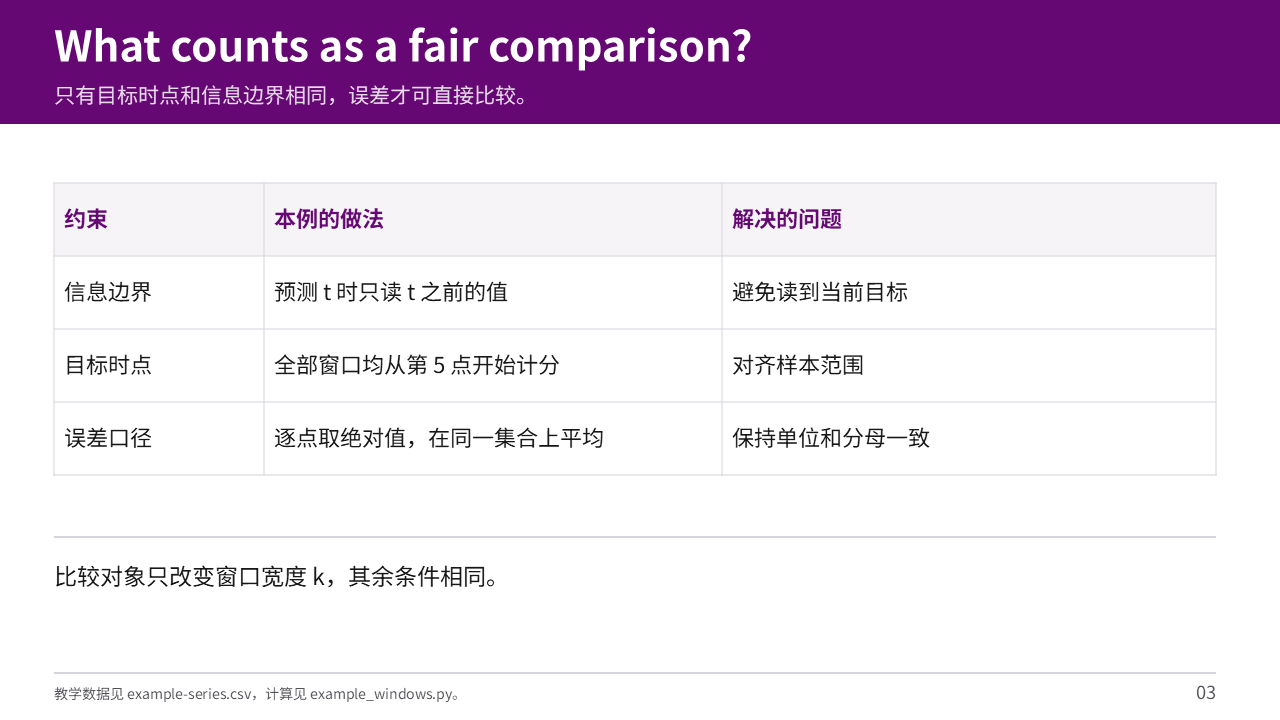 What counts as a fair comparison?
只有目标时点和信息边界相同，误差才可直接比较。
约束
本例的做法
解决的问题
信息边界
预测 t 时只读 t 之前的值
避免读到当前目标
目标时点
全部窗口均从第 5 点开始计分
对齐样本范围
误差口径
逐点取绝对值，在同一集合上平均
保持单位和分母一致
比较对象只改变窗口宽度 k，其余条件相同。
教学数据见 example-series.csv，计算见 example_windows.py。
03